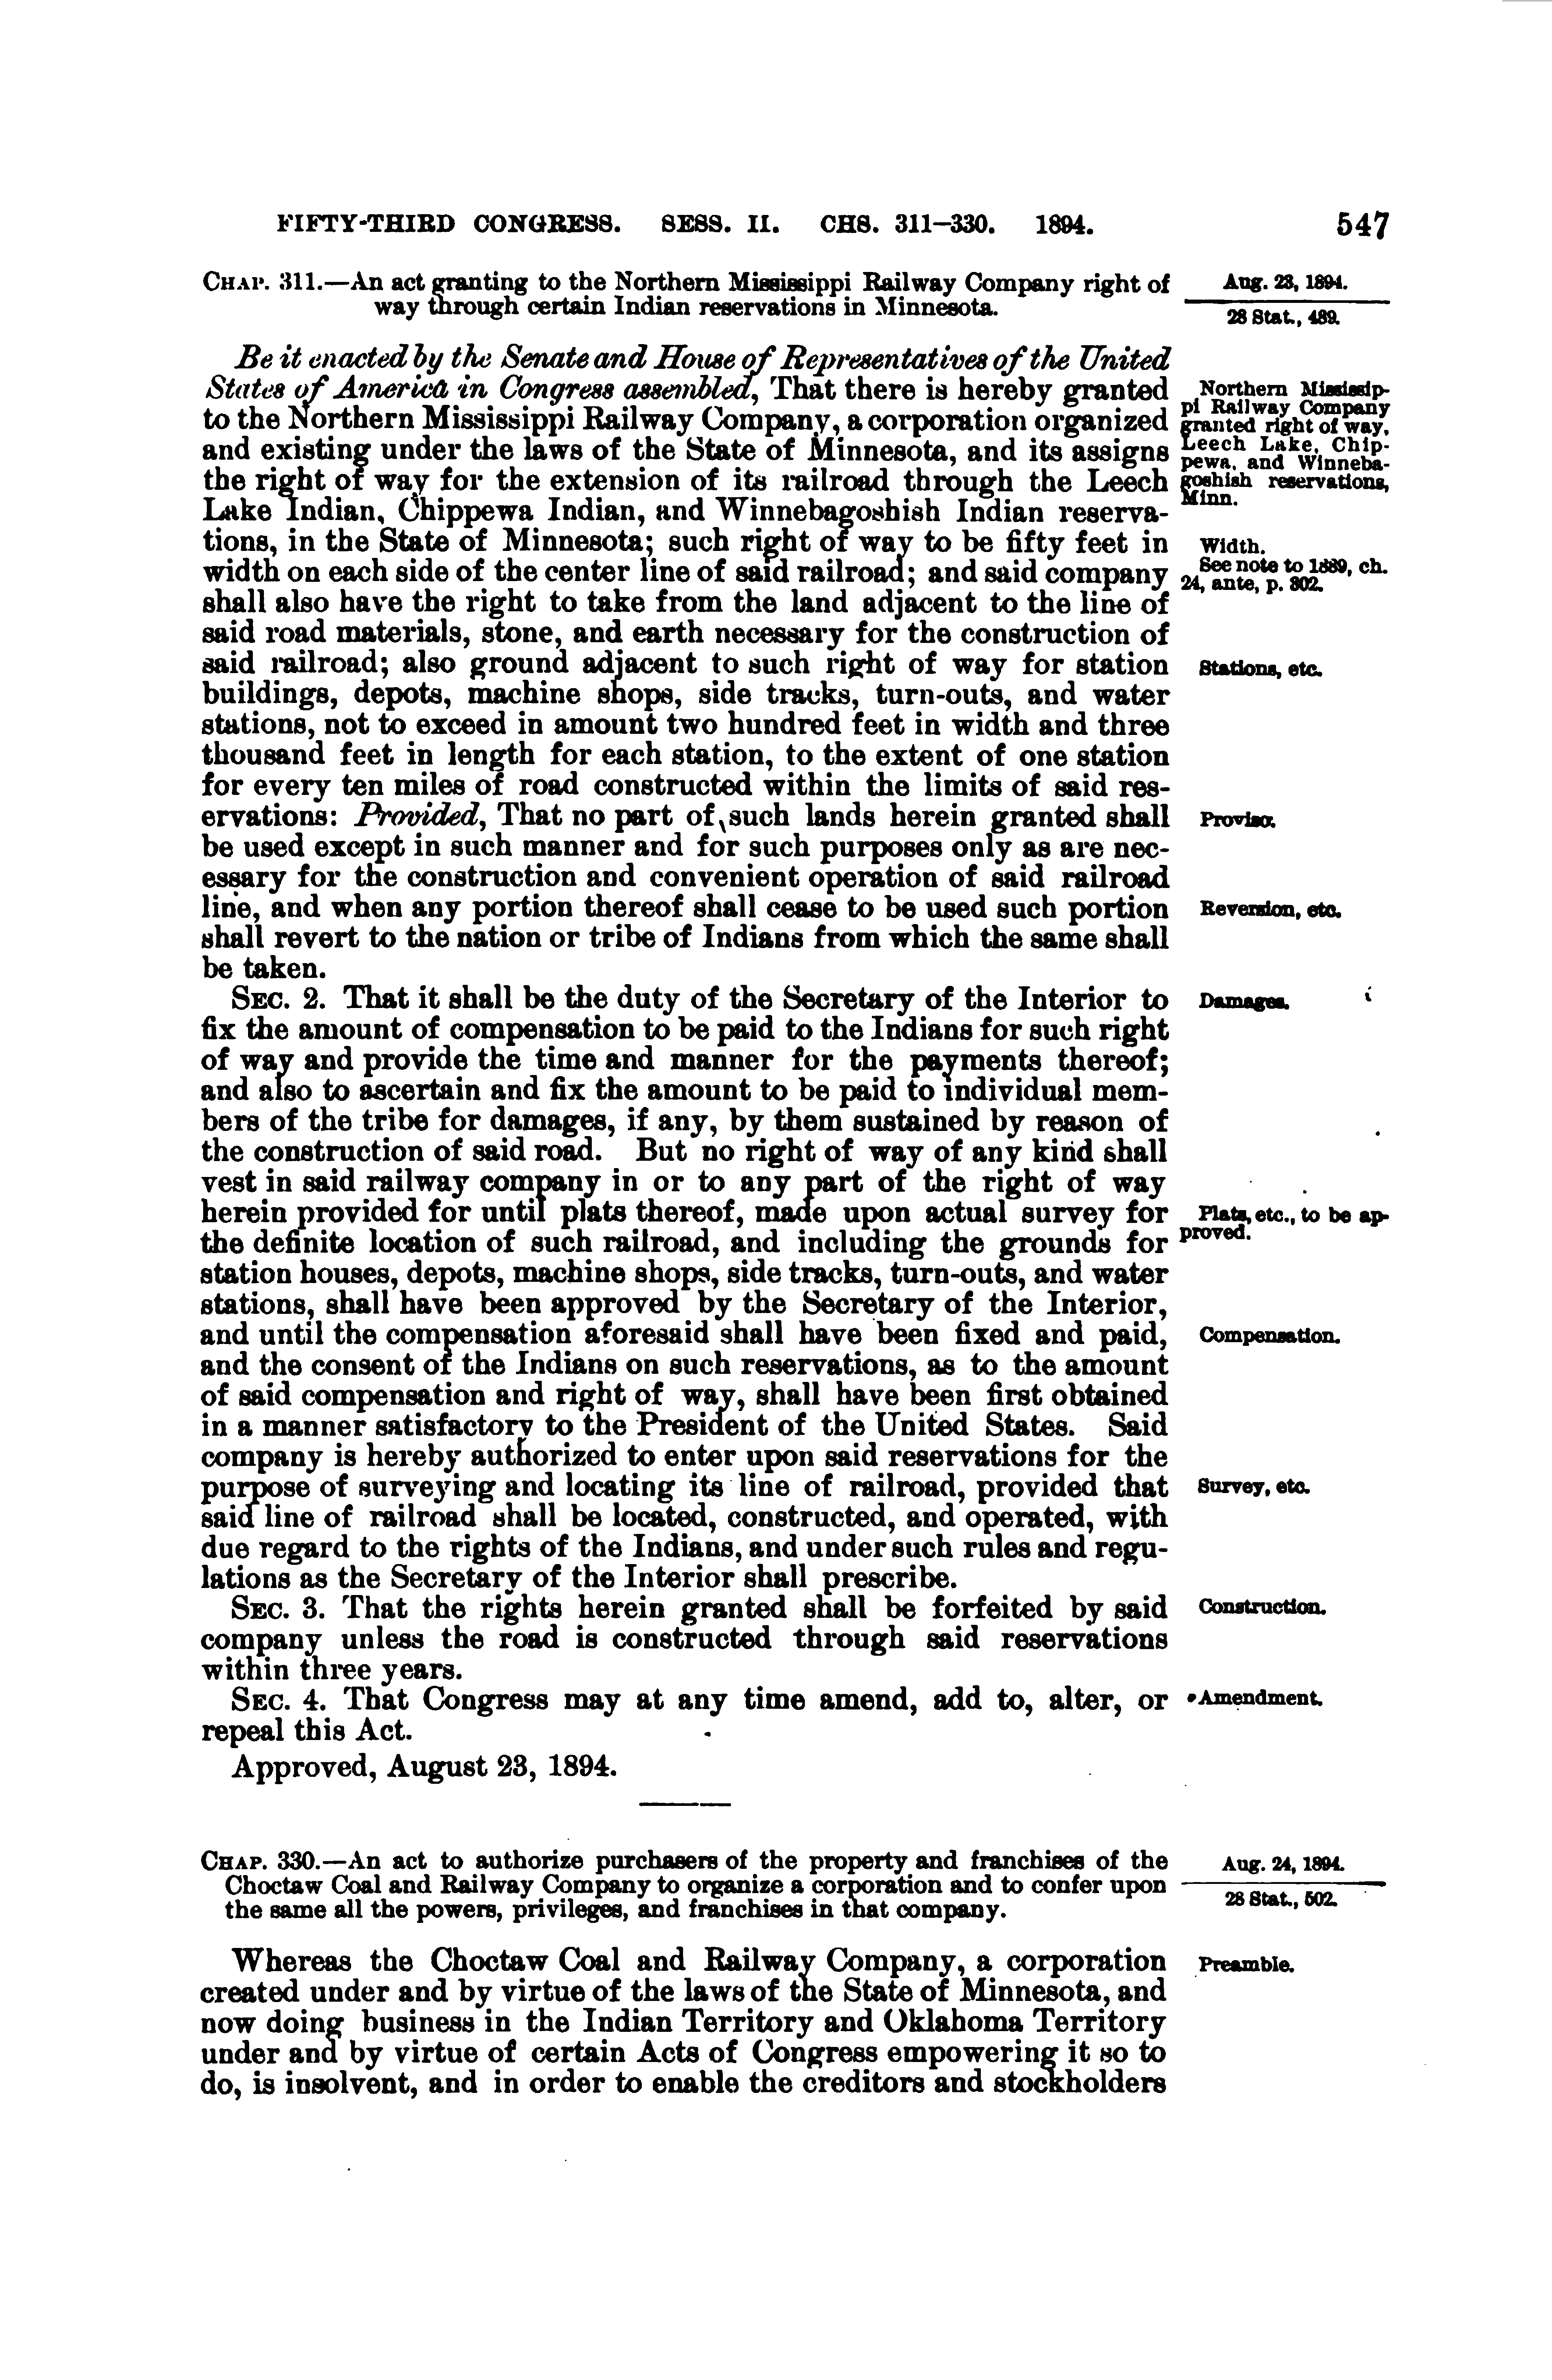 FIFTY-THIRD CONGRESS. SESS. II. CHS. 311–330. 1894. 547
CHAP. 311.—An act granting to the Northern Mississippi Railway Company right of
way through certain Indian reservations in Minnesota.
Aug. 23, 1894.
28 Stat., 489.
Be it enacted by the Senate and House of Representatives of the United
States of America in Congress assembled, That there is hereby granted
to the Northern Mississippi Railway Company, a corporation organized
and existing under the laws of the State of Minnesota, and its assigns
the right of way for the extension of its railroad through the Leech
Lake Indian, Chippewa Indian, and Winnebagoshish Indian reserva-
tions, in the State of Minnesota; such right of way to be fifty feet in
width on each side of the center line of said railroad; and said company
shall also have the right to take from the land adjacent to the line of
said road materials, stone, and earth necessary for the construction of
said railroad; also ground adjacent to such right of way for station
buildings, depots, machine shops, side tracks, turn-outs, and water
stations, not to exceed in amount two hundred feet in width and three
thousand feet in length for each station, to the extent of one station
for every ten miles of road constructed within the limits of said res-
ervations: Provided, That no part of such lands herein granted shall
be used except in such manner and for such purposes only as are nec-
essary for the construction and convenient operation of said railroad
line, and when any portion thereof shall cease to be used such portion
shall revert to the nation or tribe of Indians from which the same shall
be taken.
Northern Mississip-
pi Railway Company
granted right of way,
Leech Lake, Chip-
pewa, and Winneba-
goshish reservations,
Minn.
Width.
See note to 1889, ch.
24, ante, p. 302.
Stations, etc.
Proviso.
Reversion, etc.
SEC. 2. That it shall be the duty of the Secretary of the Interior to
fix the amount of compensation to be paid to the Indians for such right
of way and provide the time and manner for the payments thereof;
and also to ascertain and fix the amount to be paid to individual mem-
bers of the tribe for damages, if any, by them sustained by reason of
the construction of said road. But no right of way of any kind shall
vest in said railway company in or to any part of the right of way
herein provided for until plats thereof, made upon actual survey for
the definite location of such railroad, and including the grounds for
station houses, depots, machine shops, side tracks, turn-outs, and water
stations, shall have been approved by the Secretary of the Interior,
and until the compensation aforesaid shall have been fixed and paid,
and the consent of the Indians on such reservations, as to the amount
of said compensation and right of way, shall have been first obtained
in a manner satisfactory to the President of the United States. Said
company is hereby authorized to enter upon said reservations for the
purpose of surveying and locating its line of railroad, provided that
said line of railroad shall be located, constructed, and operated, with
due regard to the rights of the Indians, and under such rules and regu-
lations as the Secretary of the Interior shall prescribe.
Damages.
Plats, etc., to be ap-
proved.
Compensation.
Survey, etc.
SEC. 3. That the rights herein granted shall be forfeited by said
company unless the road is constructed through said reservations
within three years.
Construction.
SEC. 4. That Congress may at any time amend, add to, alter, or
repeal this Act.
Amendment.
Approved, August 23, 1894.
CHAP. 330.—An act to authorize purchasers of the property and franchises of the
Choctaw Coal and Railway Company to organize a corporation and to confer upon
the same all the powers, privileges, and franchises in that company.
Aug. 24, 1894.
28 Stat., 502.
Whereas the Choctaw Coal and Railway Company, a corporation
created under and by virtue of the laws of the State of Minnesota, and
now doing business in the Indian Territory and Oklahoma Territory
under and by virtue of certain Acts of Congress empowering it so to
do, is insolvent, and in order to enable the creditors and stockholders
Preamble.